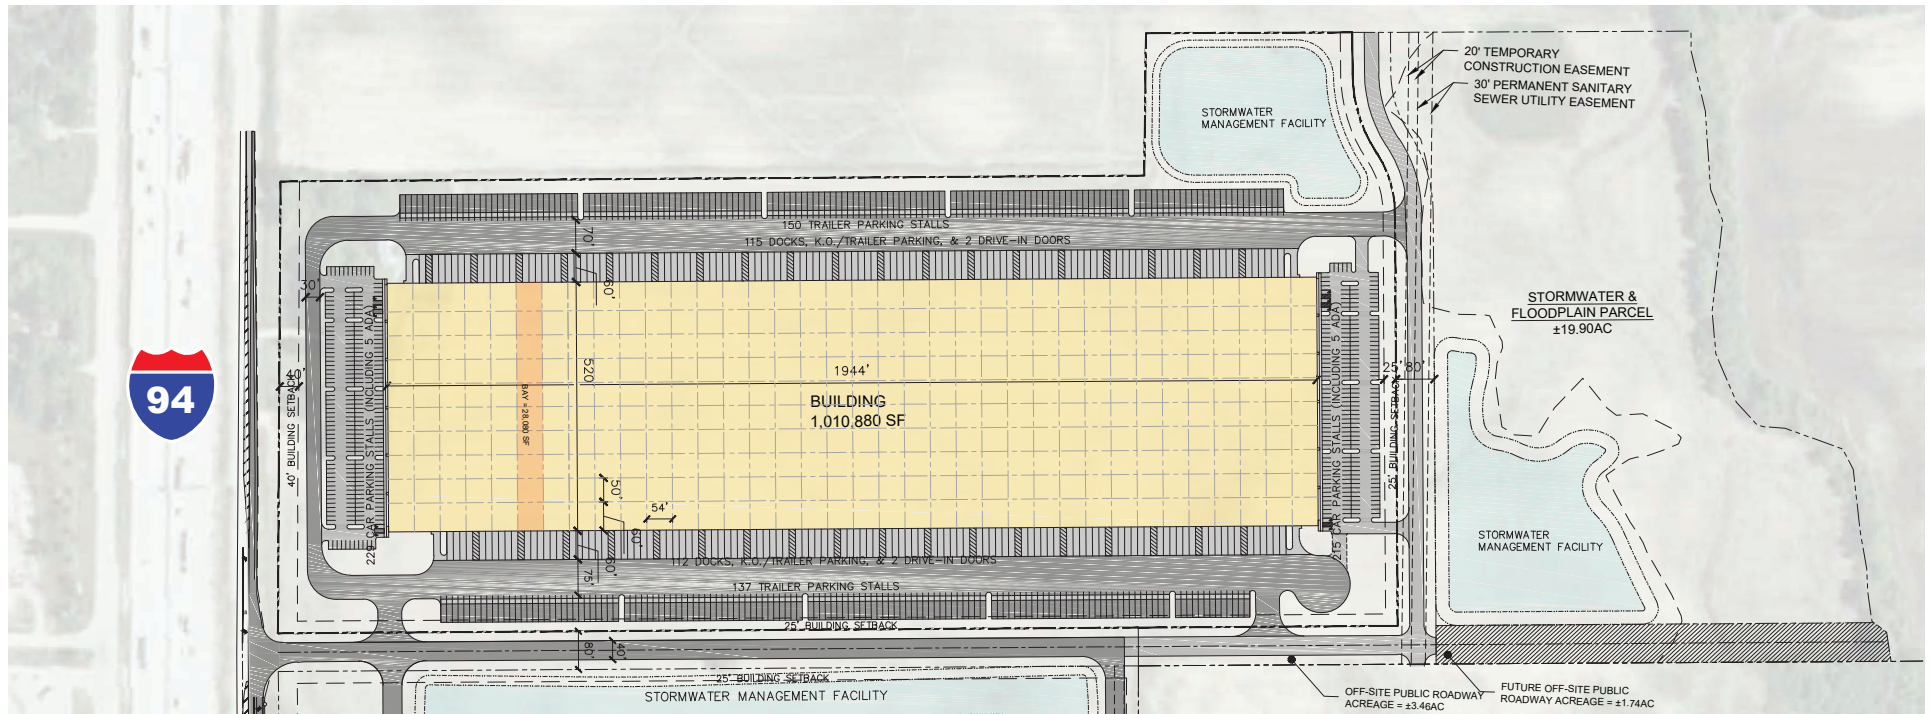 20' TEMPORARY
CONSTRUCTION EASEMENT
30' PERMANENT SANITARY
SEWER UTILITY EASEMENT
STORMWATER
MANAGEMENT FACILITY
150 TRAILER PARKING STALLS
115 DOCKS, K.O./TRAILER PARKING, & 2 DRIVE-IN DOORS
70'
60'
30'
STORMWATER &
FLOODPLAIN PARCEL
±19.90AC
94
40'
40' BUILDING SETBACK
229 CAR PARKING STALLS (INCLUDING 5 ADA)
BAY = 28,080 SF
520'
1944'
BUILDING
1,010,880 SF
215 CAR PARKING STALLS (INCLUDING 5 ADA)
25'
80'
25' BUILDING SETBACK
50'
54'
60'
STORMWATER
MANAGEMENT FACILITY
112 DOCKS, K.O./TRAILER PARKING, & 2 DRIVE-IN DOORS
60'
75'
137 TRAILER PARKING STALLS
25' BUILDING SETBACK
80'
40'
25' BUILDING SETBACK
STORMWATER MANAGEMENT FACILITY
OFF-SITE PUBLIC ROADWAY
ACREAGE = ±3.46AC
FUTURE OFF-SITE PUBLIC
ROADWAY ACREAGE = ±1.74AC